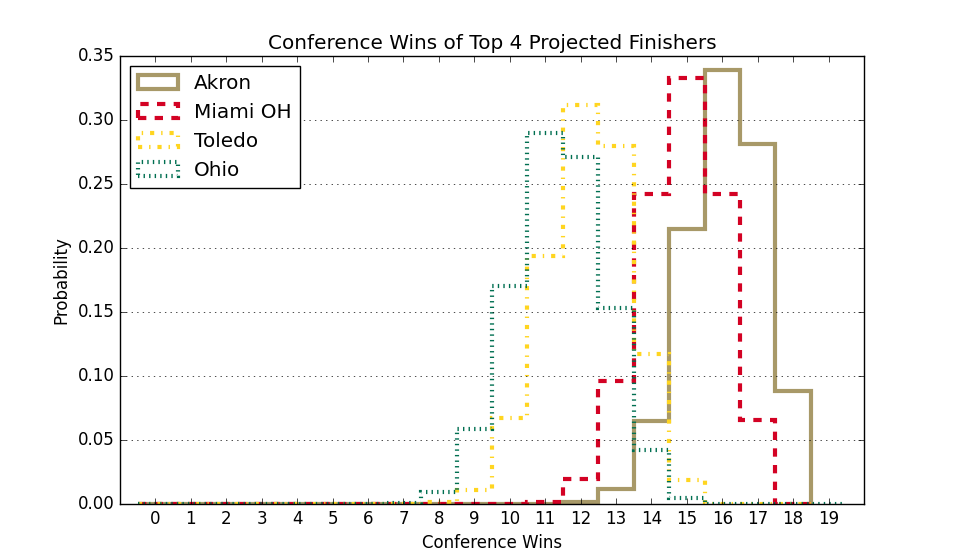 Conference Wins of Top 4 Projected Finishers
0.35
0.30
0.25
0.20
0.15
0.10
0.05
0.00
Probability
Akron
Miami OH
Toledo
Ohio
0 1 2 3 4 5 6 7 8 9 10 11 12 13 14 15 16 17 18 19
Conference Wins